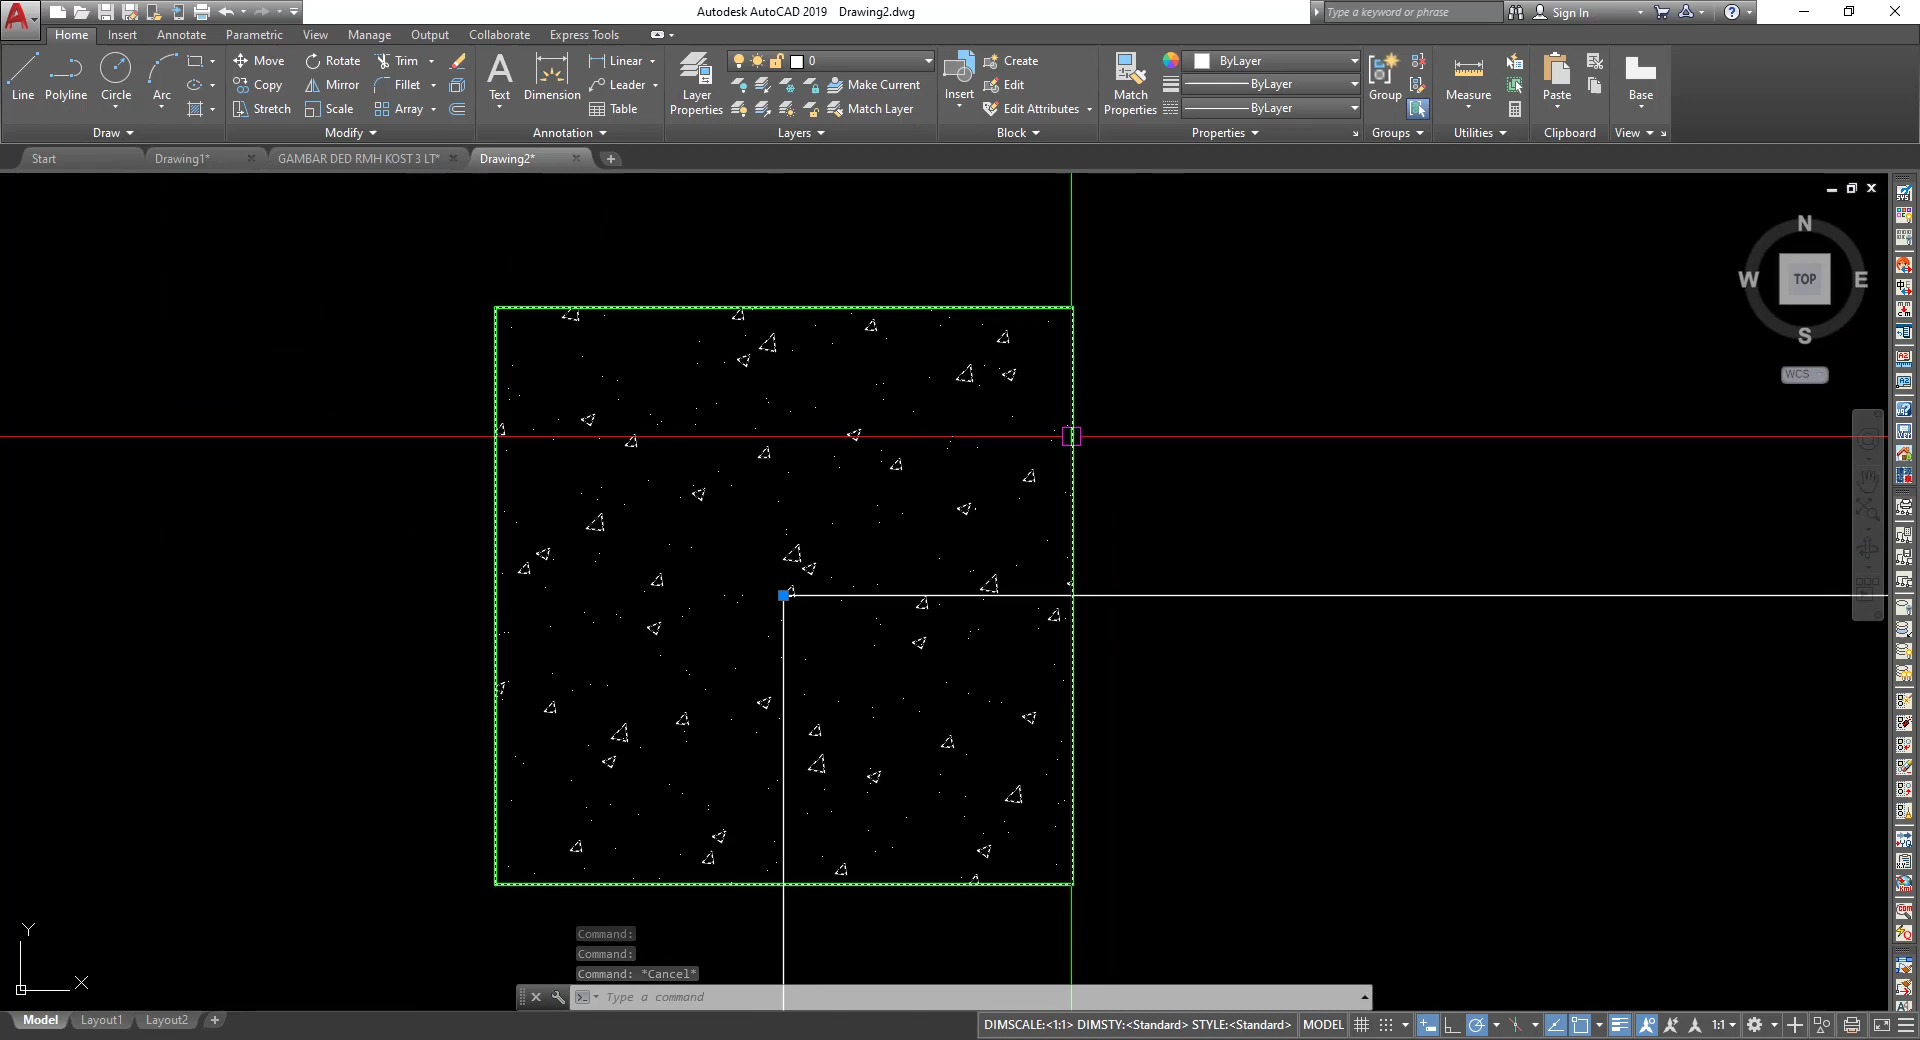 Autodesk AutoCAD 2019 Drawing2.dwg
Type a keyword or phrase
Sign In
Home Insert Annotate Parametric View Manage Output Collaborate Express Tools
Line
Polyline
Circle
Arc
Draw
Move
Copy
Stretch
Rotate
Mirror
Scale
Trim
Fillet
Array
Modify
Text
Dimension
Linear
Leader
Table
Annotation
Layer
Properties
0
Make Current
Match Layer
Layers
Insert
Create
Edit
Edit Attributes
Block
Match
Properties
ByLayer
ByLayer
ByLayer
Properties
Group
Groups
Measure
Utilities
Paste
Clipboard
Base
View
Start
Drawing1*
GAMBAR DED RMH KOST 3 LT*
Drawing2*
N
W
TOP
E
S
WCS
Y
X
Command:
Command:
Command: *Cancel*
Type a command
Model Layout1 Layout2
DIMSCALE:<1:1> DIMSTY:<Standard> STYLE:<Standard>
MODEL
1:1